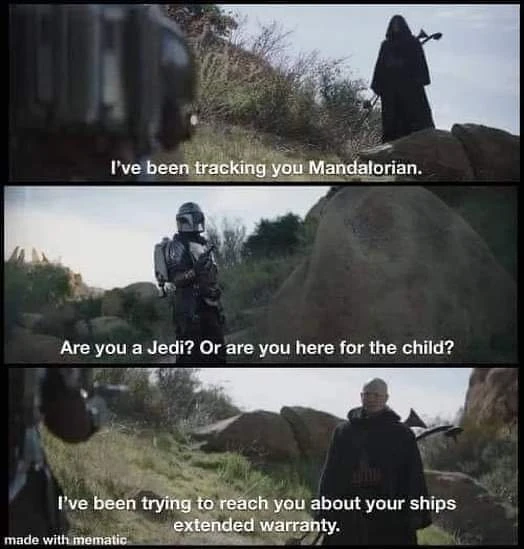 I've been tracking you Mandalorian.
Are you a Jedi? Or are you here for the child?
I've been trying to reach you about your ships
extended warranty.
made with mematic